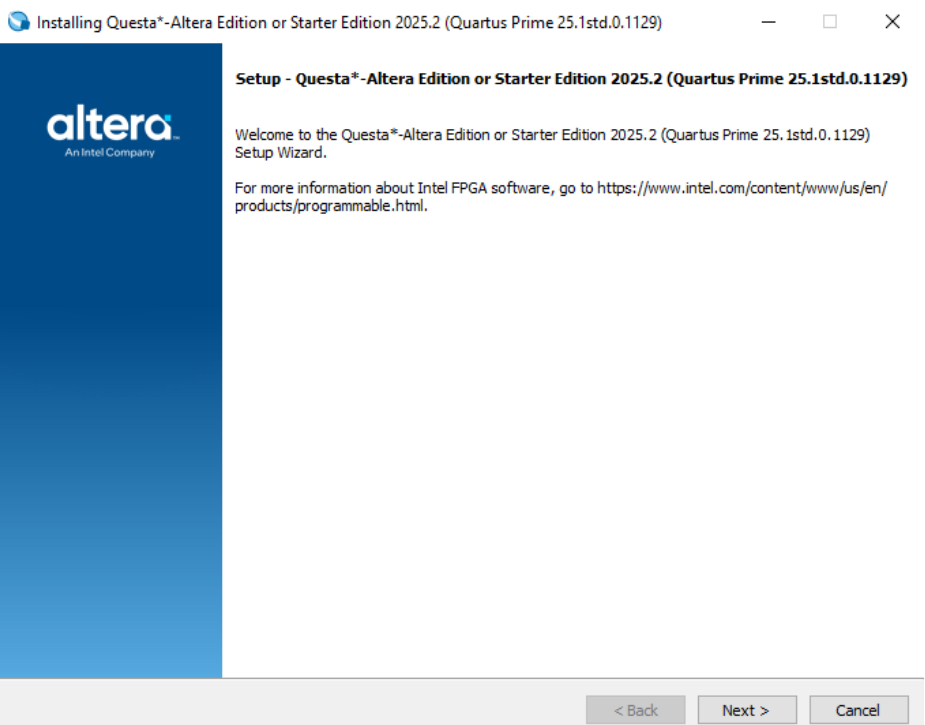 Installing Questa*-Altera Edition or Starter Edition 2025.2 (Quartus Prime 25.1std.0.1129)
altera™
An Intel Company
Setup - Questa*-Altera Edition or Starter Edition 2025.2 (Quartus Prime 25.1std.0.1129)
Welcome to the Questa*-Altera Edition or Starter Edition 2025.2 (Quartus Prime 25.1std.0.1129)
Setup Wizard.
For more information about Intel FPGA software, go to https://www.intel.com/content/www/us/en/
products/programmable.html.
< Back
Next >
Cancel